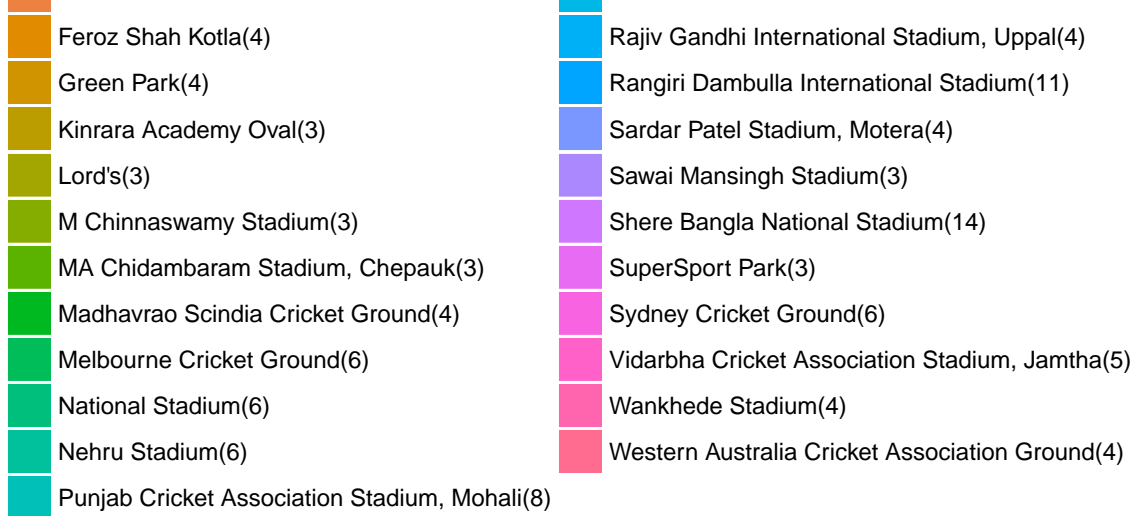 Feroz Shah Kotla(4)
Green Park(4)
Kinrara Academy Oval(3)
Lord's(3)
M Chinnaswamy Stadium(3)
MA Chidambaram Stadium, Chepauk(3)
Madhavrao Scindia Cricket Ground(4)
Melbourne Cricket Ground(6)
National Stadium(6)
Nehru Stadium(6)
Punjab Cricket Association Stadium, Mohali(8)
Rajiv Gandhi International Stadium, Uppal(4)
Rangiri Dambulla International Stadium(11)
Sardar Patel Stadium, Motera(4)
Sawai Mansingh Stadium(3)
Shere Bangla National Stadium(14)
SuperSport Park(3)
Sydney Cricket Ground(6)
Vidarbha Cricket Association Stadium, Jamtha(5)
Wankhede Stadium(4)
Western Australia Cricket Association Ground(4)